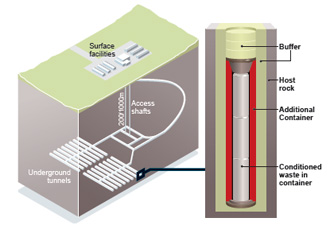 Surface
facilities
200-1000m
Access
shafts
Underground
tunnels
Buffer
Host
rock
Additional
Container
Conditioned
waste in
container